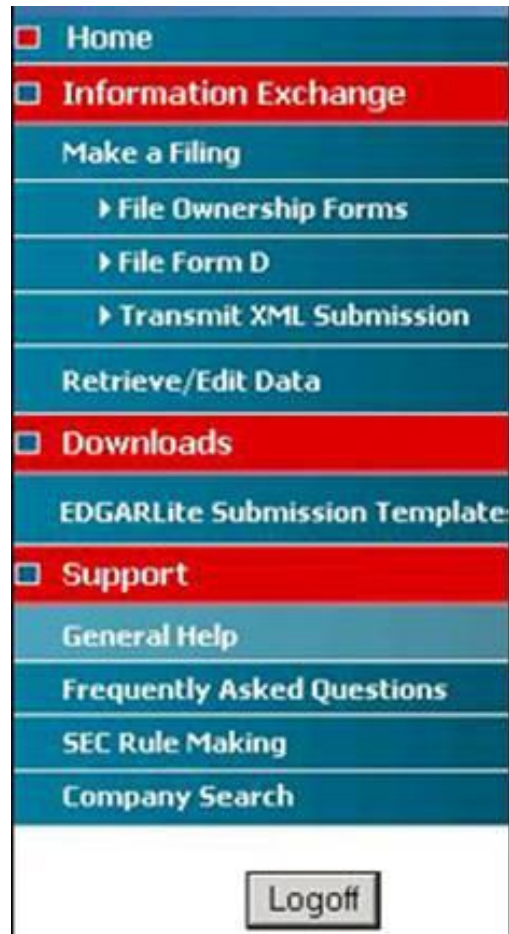 Home
Information Exchange
Make a Filing
File Ownership Forms
File Form D
Transmit XML Submission
Retrieve/Edit Data
Downloads
EDGARLite Submission Template
Support
General Help
Frequently Asked Questions
SEC Rule Making
Company Search
Logoff